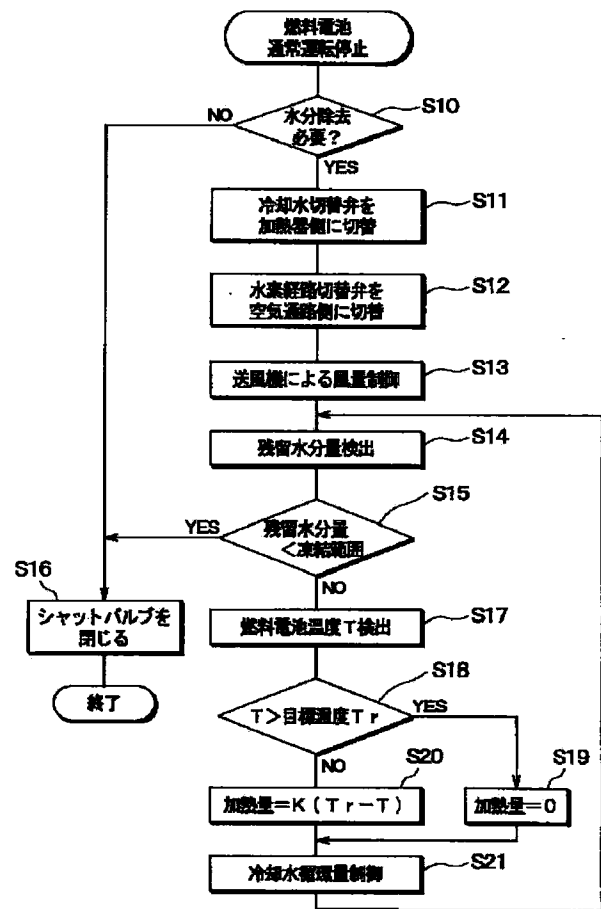 燃料電池
通常運転停止
S10
水分除去
必要?
NO
YES
S11
冷却水切替弁を
加熱器側に切替
S12
水素経路切替弁を
空気通路側に切替
S13
送風機による風量制御
S14
残留水分量検出
S15
残留水分量
<凍結範囲
YES
NO
S16
シャットバルブを
閉じる
終了
S17
燃料電池温度T検出
S18
T>目標温度Tr
YES
NO
S20
加熱量=K(Tr-T)
S19
加熱量=0
S21
冷却水循環量制御